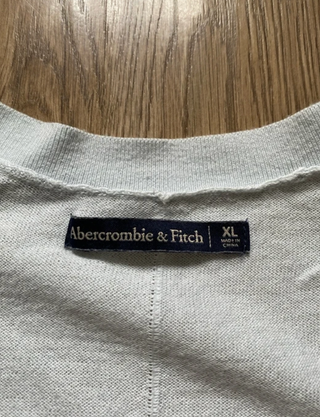 Abercrombie & Fitch
XL
MADE IN
CHINA